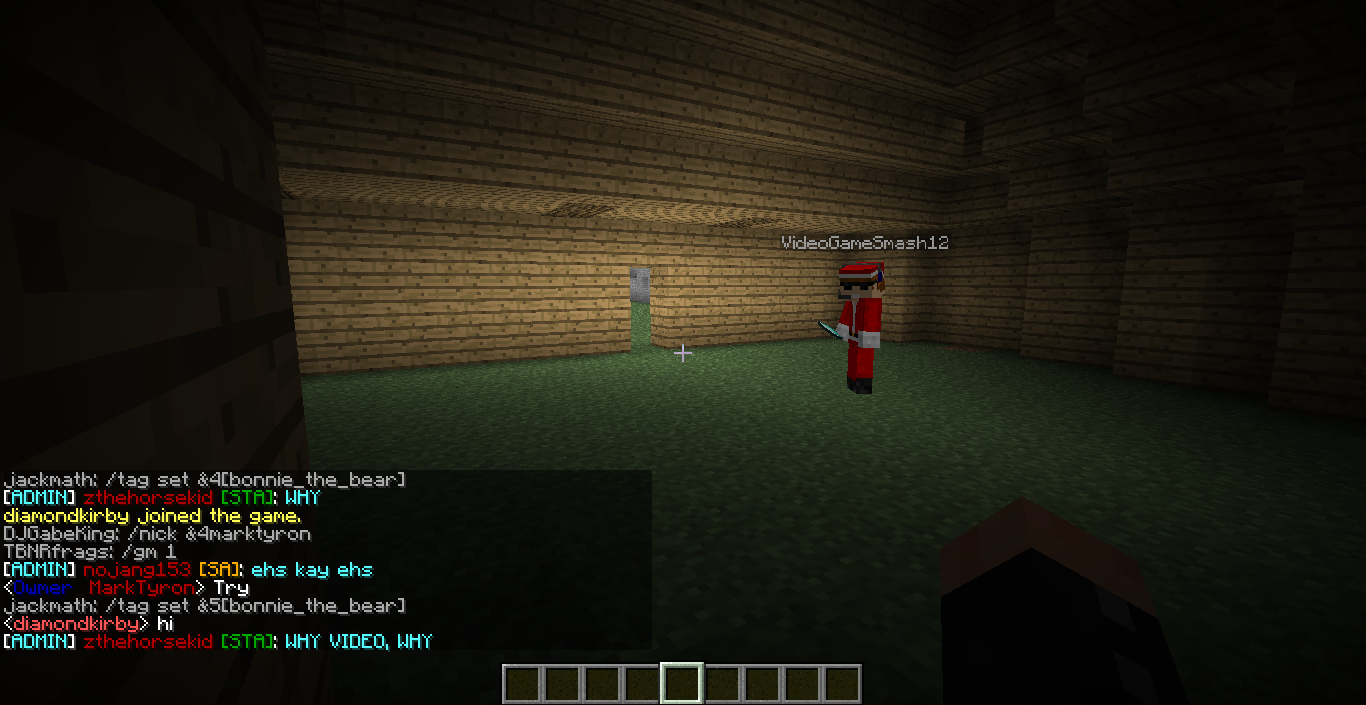 VideoGameSmash12
jackmath: /tag set &4[bonnie_the_bear]
[ADMIN] zthehorsekid [STA]: WHY
diamondkirby joined the game.
DJGabeKing: /nick &4marktyron
TBNRfrags: /gm 1
[ADMIN] nojang153 [SA]: ehs kay ehs
<Owmer MarkTyron> Try
jackmath: /tag set &5[bonnie_the_bear]
<diamondkirby> hi
[ADMIN] zthehorsekid [STA]: WHY VIDEO, WHY